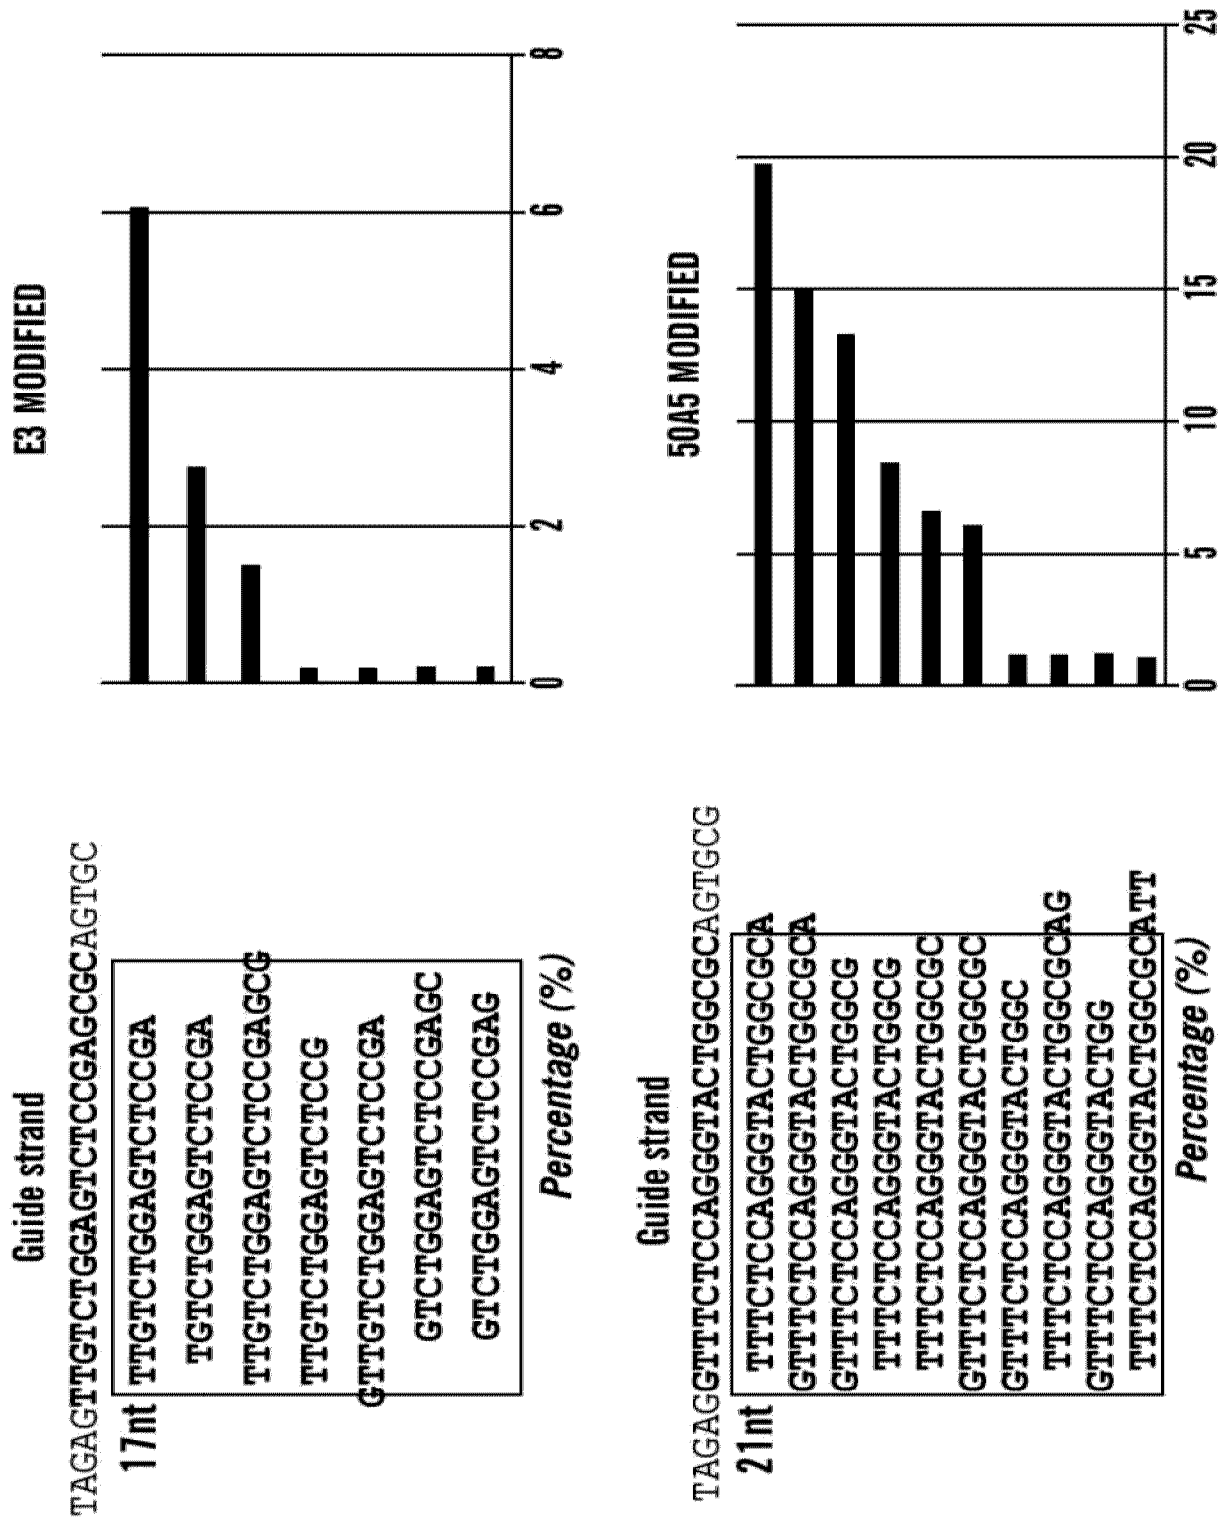 Guide strand
E3 MODIFIED
TAGAGTTGTCTGGAGTCTCCGAGCGCAGTGC
17nt TTGTCTGGAGTCTCCGA
TGTCTGGAGTCTCCGA
TTGTCTGGAGTCTCCGAGCG
TTGTCTGGAGTCTCCG
GTTGTCTGGAGTCTCCGA
GTCTGGAGTCTCCGAGC
GTCTGGAGTCTCCGAG
0 2 4 6 8
Percentage (%)
Guide strand
50A5 MODIFIED
TAGAGGTTTCTCCAGGGTACTGGCGCAGTGCG
21nt TTTCTCCAGGGTACTGGCGCA
GTTTCTCCAGGGTACTGGCGCA
GTTTCTCCAGGGTACTGGCG
TTTCTCCAGGGTACTGGCG
TTTCTCCAGGGTACTGGCGC
GTTTCTCCAGGGTACTGGCGC
GTTTCTCCAGGGTACTGGC
TTTCTCCAGGGTACTGGCGCAG
GTTTCTCCAGGGTACTGG
TTTCTCCAGGGTACTGGCGCATT
0 5 10 15 20 25
Percentage (%)